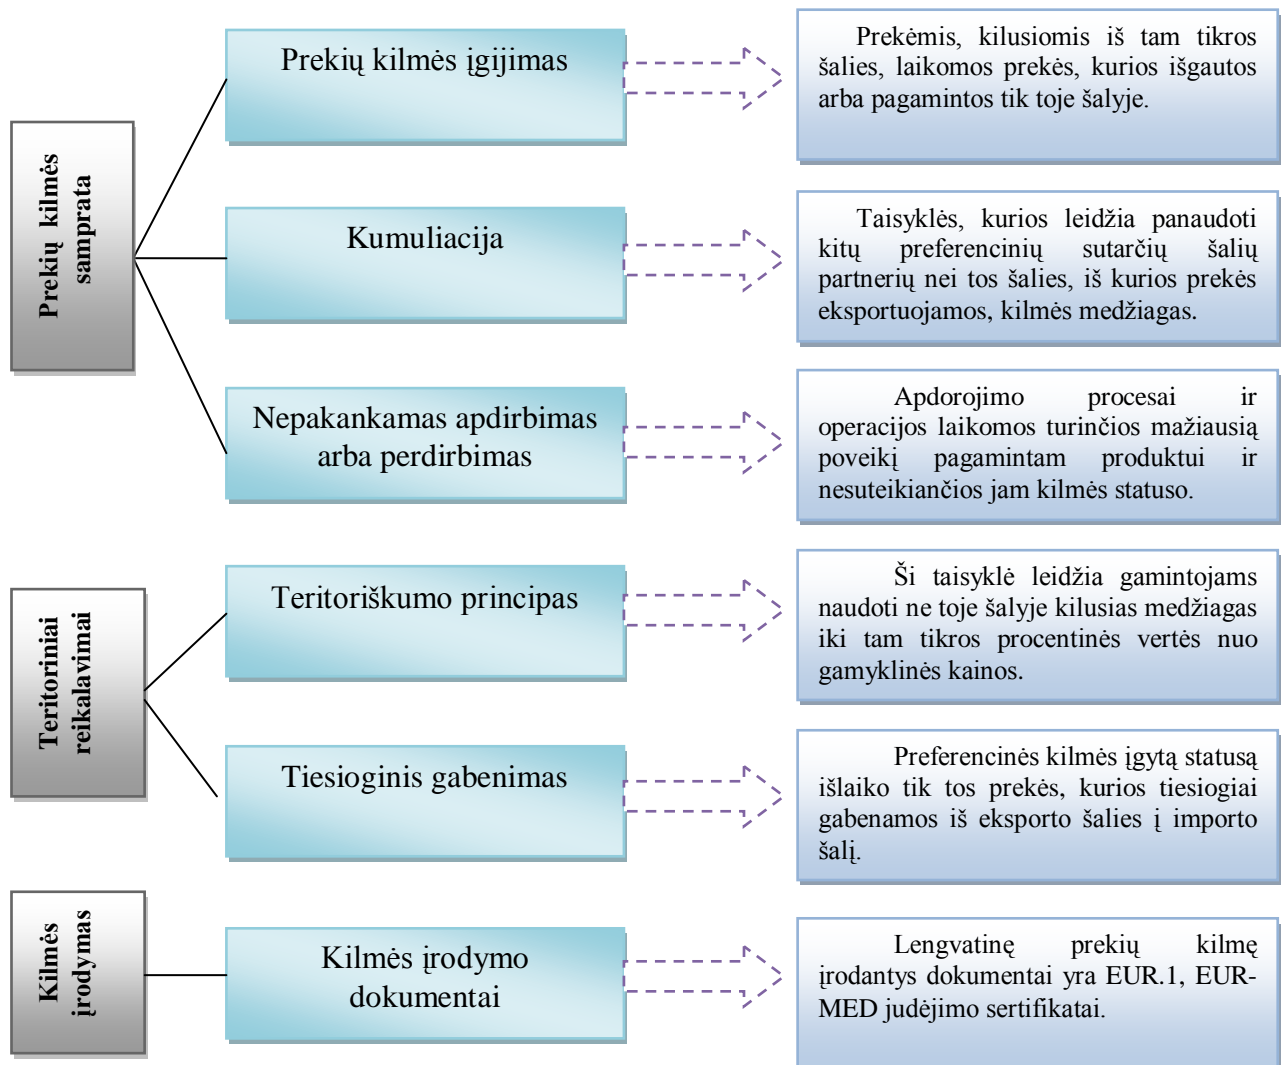 Prekių kilmės
samprata
Prekių kilmės įgijimas
Prekėmis, kilusiomis iš tam tikros
šalies, laikomos prekės, kurios išgautos
arba pagamintos tik toje šalyje.
Kumuliacija
Taisyklės, kurios leidžia panaudoti
kitų preferencinių sutarčių šalių
partnerių nei tos šalies, iš kurios prekės
eksportuojamos, kilmės medžiagas.
Nepakankamas apdirbimas
arba perdirbimas
Apdorojimo procesai ir
operacijos laikomos turinčios mažiausią
poveikį pagamintam produktui ir
nesuteikiančios jam kilmės statuso.
Teritoriniai
reikalavimai
Teritoriškumo principas
Ši taisyklė leidžia gamintojams
naudoti ne toje šalyje kilusias medžiagas
iki tam tikros procentinės vertės nuo
gamyklinės kainos.
Tiesioginis gabenimas
Preferencinės kilmės įgytą statusą
išlaiko tik tos prekės, kurios tiesiogiai
gabenamos iš eksporto šalies į importo
šalį.
Kilmės
įrodymas
Kilmės įrodymo
dokumentai
Lengvatinę prekių kilmę
įrodantys dokumentai yra EUR.1, EUR-
MED judėjimo sertifikatai.